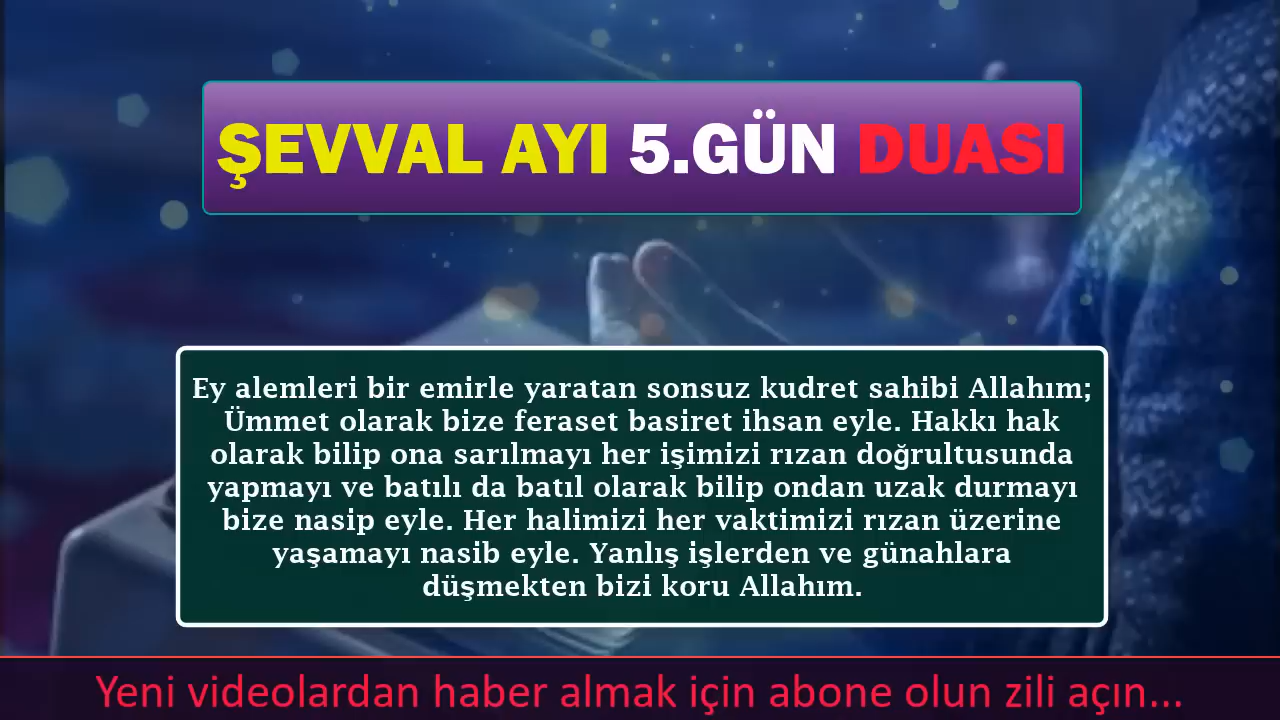 ŞEVVAL AYI 5.GÜN DUASI
Ey alemleri bir emirle yaratan sonsuz kudret sahibi Allahım;
Ümmet olarak bize feraset basiret ihsan eyle. Hakkı hak
olarak bilip ona sarılmayı her işimizi rızan doğrultusunda
yapmayı ve batılı da batıl olarak bilip ondan uzak durmayı
bize nasip eyle. Her halimizi her vaktimizi rızan üzerine
yaşamayı nasib eyle. Yanlış işlerden ve günahlara
düşmekten bizi koru Allahım.
Yeni videolardan haber almak için abone olun zili açın...